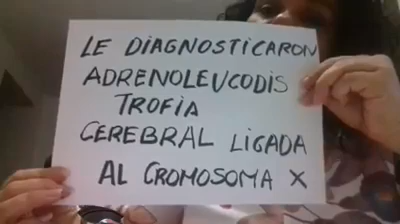 LE DIAGNOSTICARON
ADRENOLEUCODIS
TROFIA
CEREBRAL LIGADA
AL CROMOSOMA X